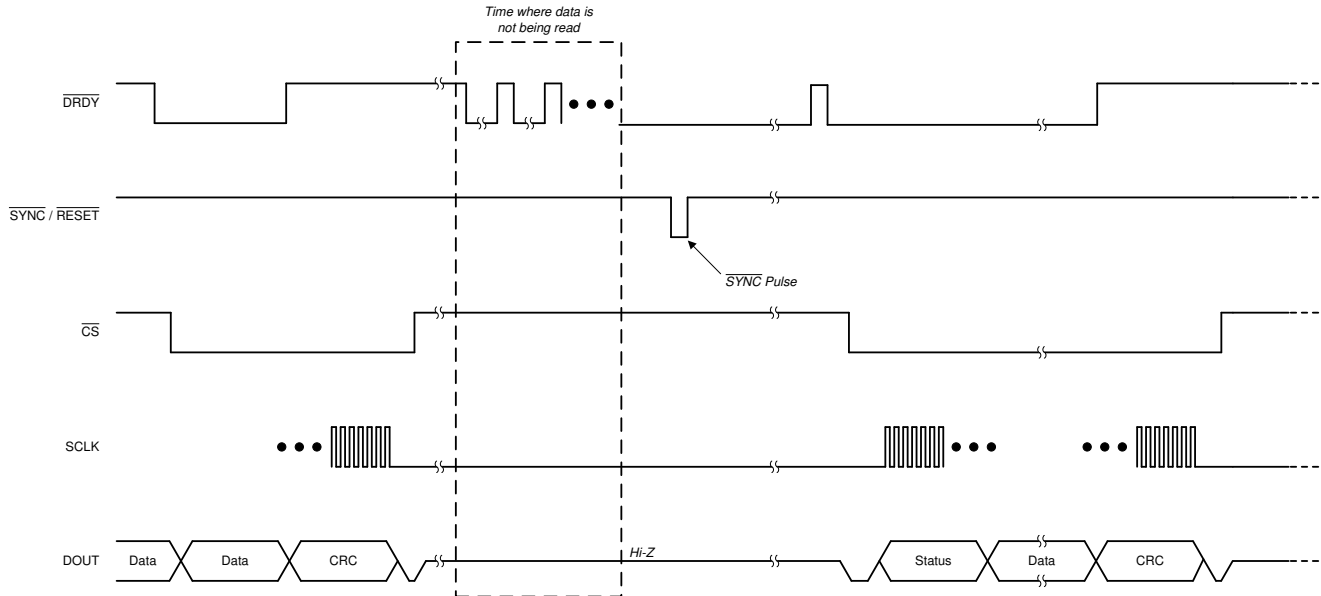 Time where data is
not being read
DRDY
SYNC / RESET
SYNC Pulse
CS
SCLK
DOUT
Data
Data
CRC
Hi-Z
Status
Data
CRC